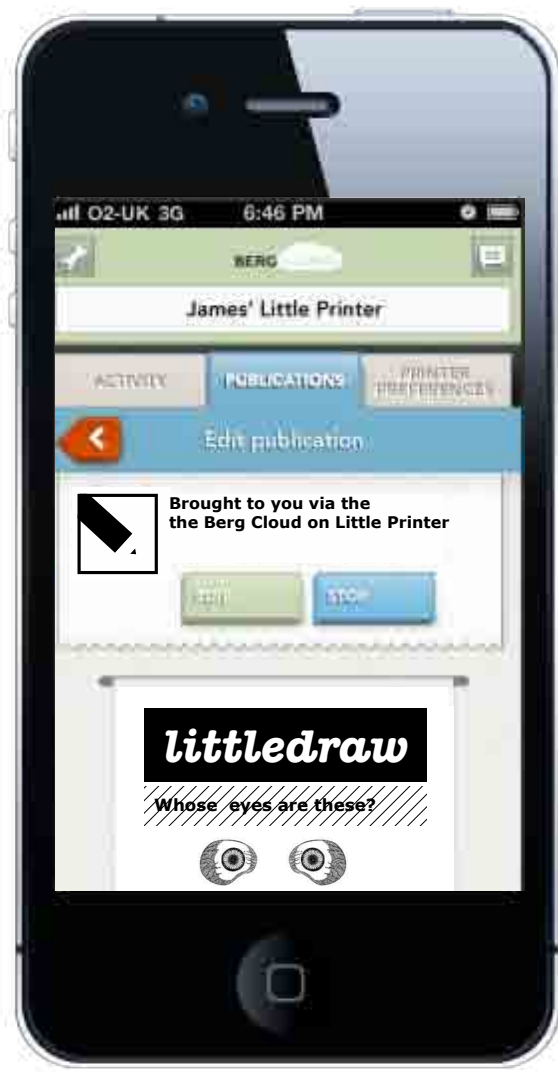 O2-UK 3G 6:46 PM
BERG
James' Little Printer
ACTIVITY PUBLICATIONS PRINTER PREFERENCES
Edit publication
Brought to you via the
the Berg Cloud on Little Printer
EDIT STOP
littledraw
Whose eyes are these?